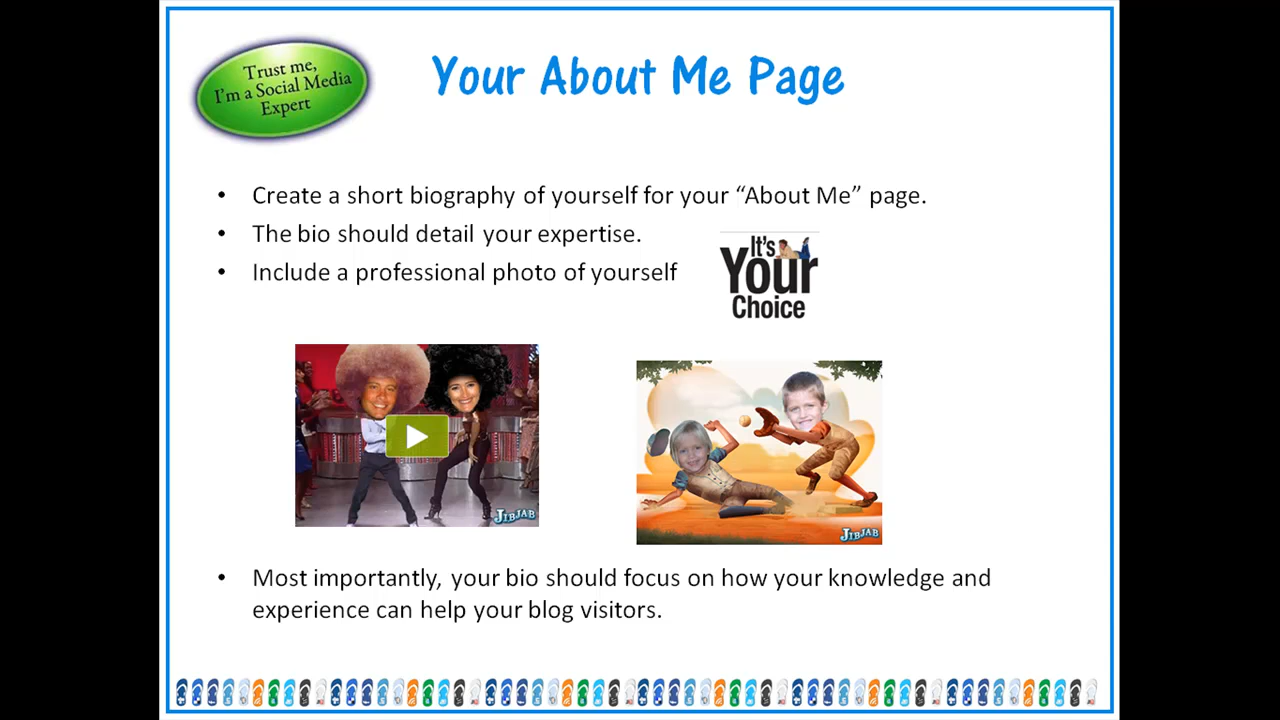 Trust me,
I'm a Social Media
Expert
Your About Me Page
• Create a short biography of yourself for your “About Me” page.
• The bio should detail your expertise.
• Include a professional photo of yourself
It's
Your
Choice
JIBJAB
JIBJAB
• Most importantly, your bio should focus on how your knowledge and
experience can help your blog visitors.